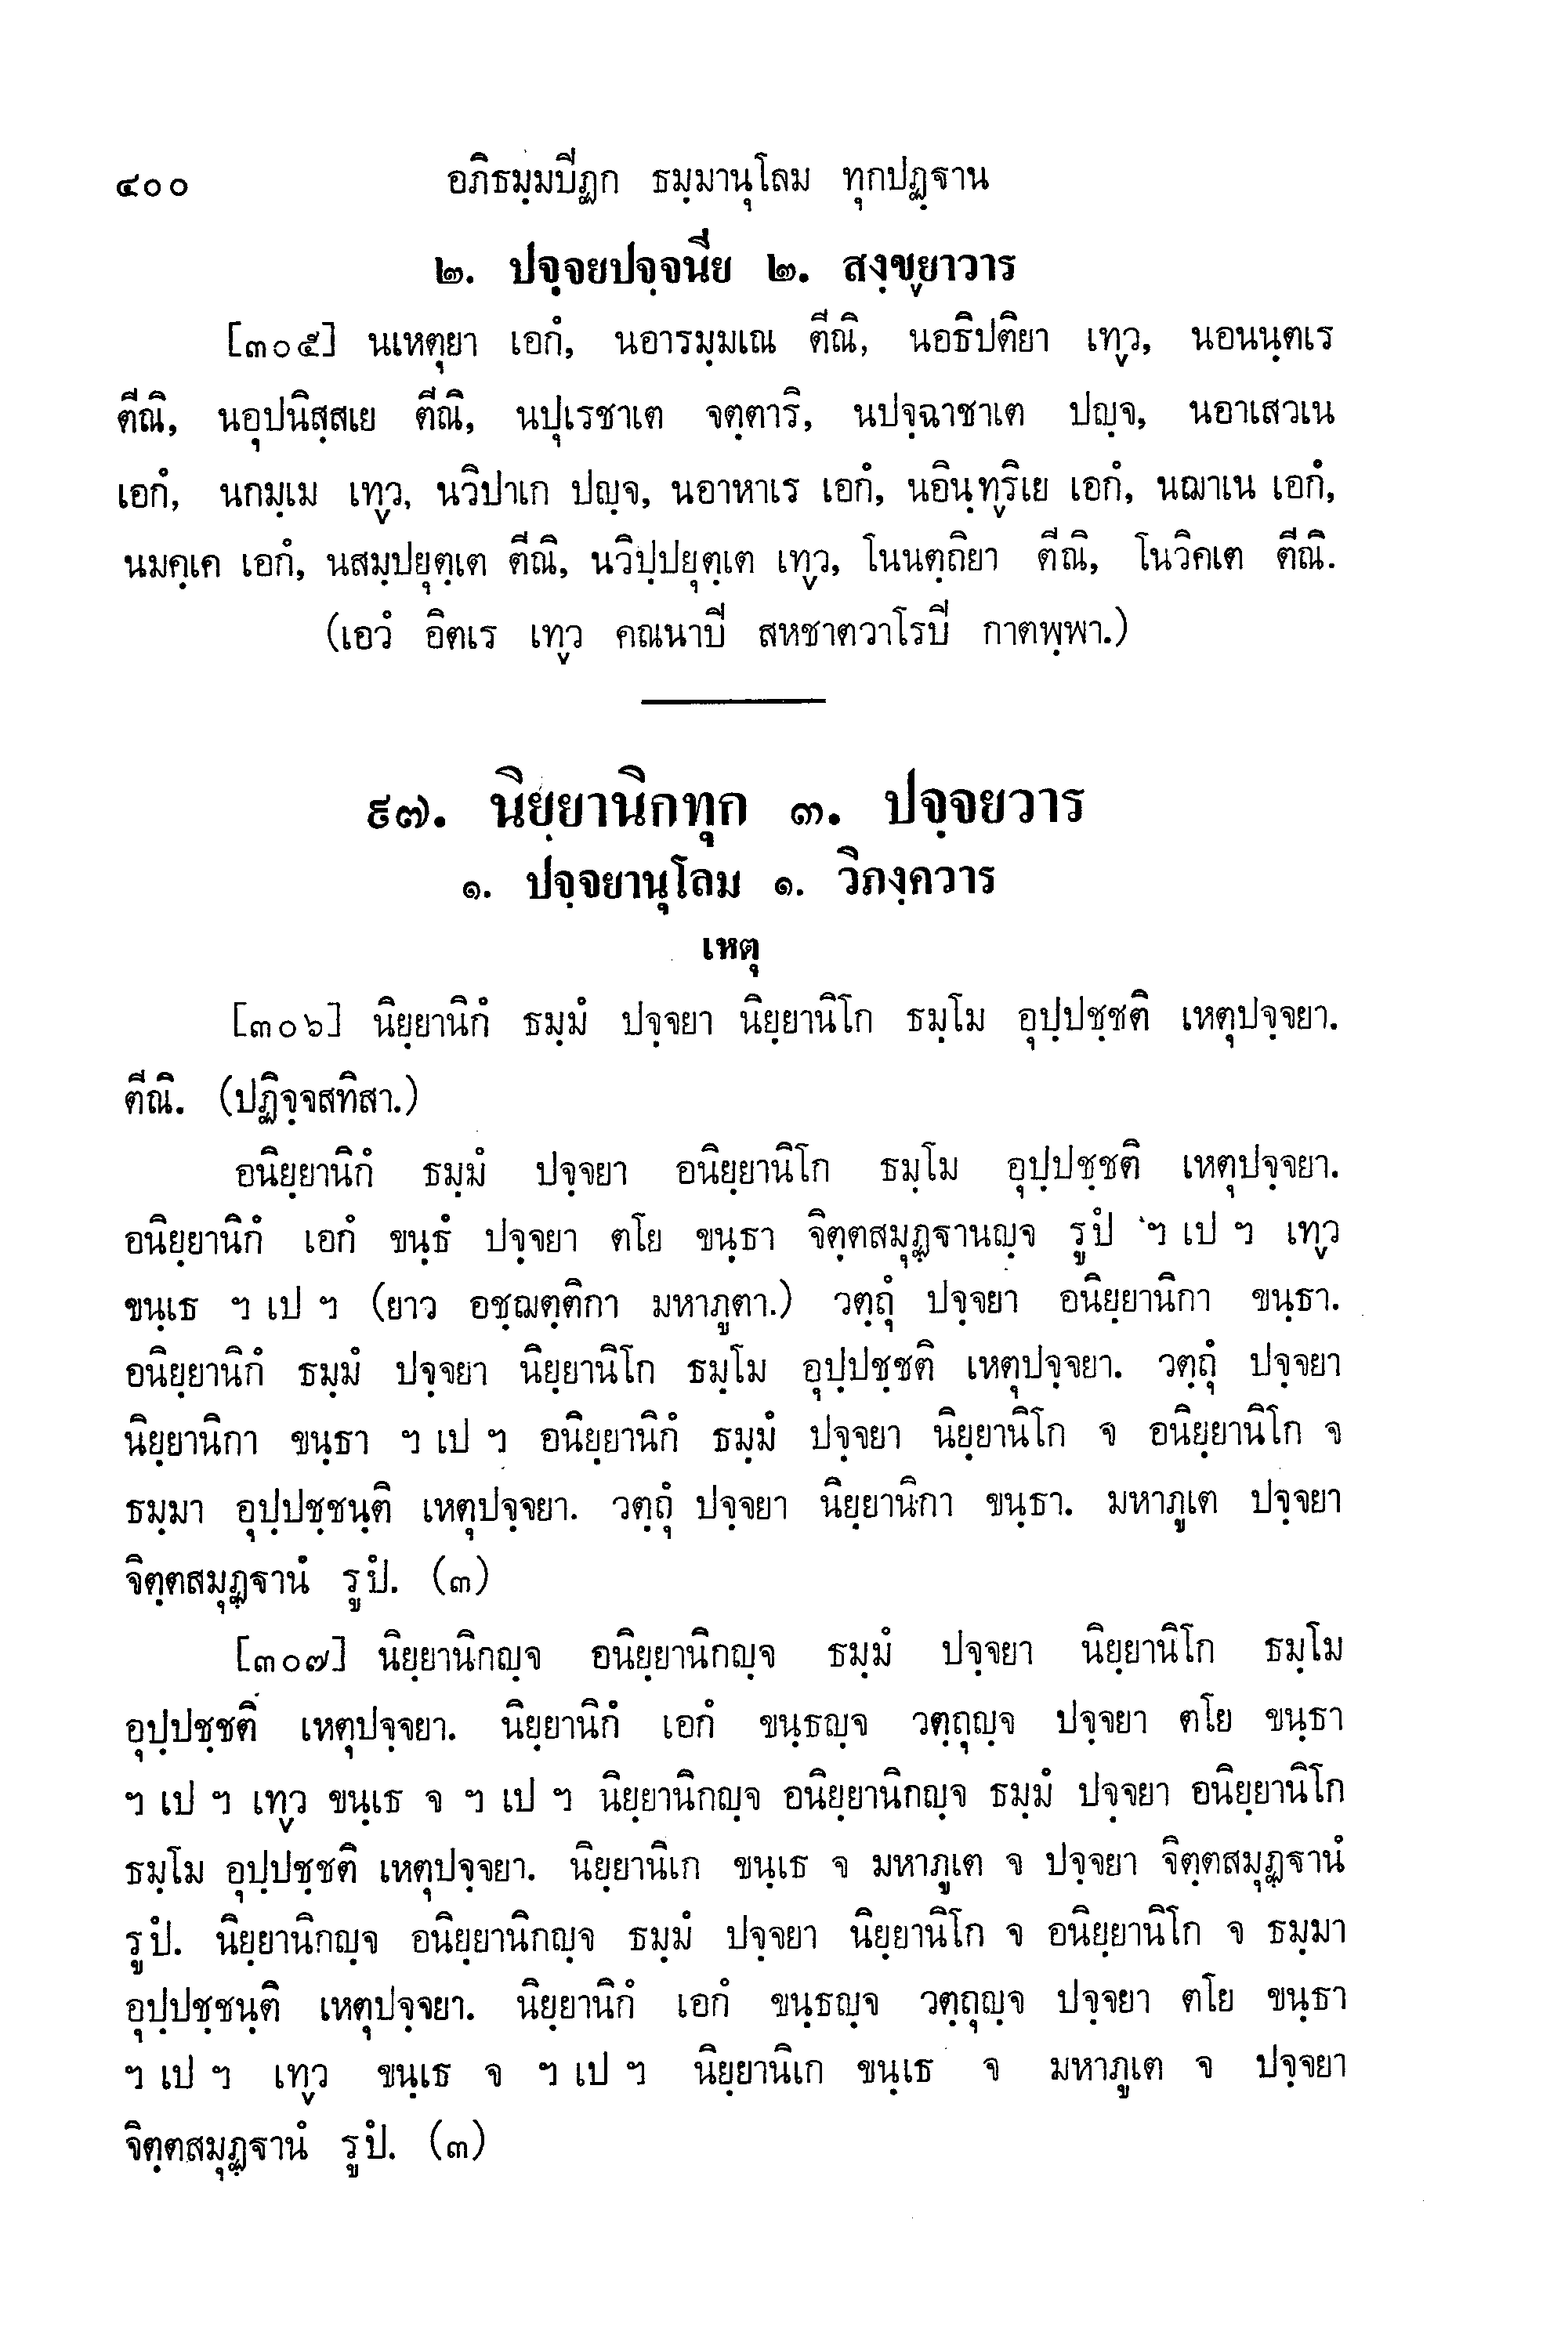 ๔๐๐ อภิธมฺมปิฏก ธมฺมานุโลม ทุกปฏฺฐาน
๒. ปจฺจยปจฺจนีย ๒. สงฺขฺยาวาร
[๓๐๕] นเหตุยา เอกํ, นอารมฺมเณ ตีณิ, นอธิปติยา เทฺว, นอนนฺตเร
ตีณิ, นอุปนิสฺสเย ตีณิ, นปุเรชาเต จตฺตาริ, นปจฺฉาชาเต ปญฺจ, นอาเสวเน
เอกํ, นกมฺเม เทฺว, นวิปาเก ปญฺจ, นอาหาเร เอกํ, นอินฺทฺริเย เอกํ, นฌาเน เอกํ,
นมคฺเค เอกํ, นสมฺปยุตฺเต ตีณิ, นวิปฺปยุตฺเต เทฺว, โนนตฺถิยา ตีณิ, โนวิคเต ตีณิ.
(เอวํ อิตเร เทฺว คณนาปิ สหชาตวาโรปิ กาตพฺพา.)
๙๗. นิยฺยานิกทุก ๓. ปจฺจยวาร
๑. ปจฺจยานุโลม ๑. วิภงฺควาร
เหตุ
[๓๐๖] นิยฺยานิกํ ธมฺมํ ปจฺจยา นิยฺยานิโก ธมฺโม อุปฺปชฺชติ เหตุปจฺจยา.
ตีณิ. (ปฏิจฺจสทิสา.)
อนิยฺยานิกํ ธมฺมํ ปจฺจยา อนิยฺยานิโก ธมฺโม อุปฺปชฺชติ เหตุปจฺจยา.
อนิยฺยานิกํ เอกํ ขนฺธํ ปจฺจยา ตโย ขนฺธา จิตฺตสมุฏฺฐานญฺจ รูปํ ฯ เป ฯ เทฺว
ขนฺเธ ฯ เป ฯ (ยาว อชฺฌตฺติกา มหาภูตา.) วตฺถุํ ปจฺจยา อนิยฺยานิกา ขนฺธา.
อนิยฺยานิกํ ธมฺมํ ปจฺจยา นิยฺยานิโก ธมฺโม อุปฺปชฺชติ เหตุปจฺจยา. วตฺถุํ ปจฺจยา
นิยฺยานิกา ขนฺธา ฯ เป ฯ อนิยฺยานิกํ ธมฺมํ ปจฺจยา นิยฺยานิโก จ อนิยฺยานิโก จ
ธมฺมา อุปฺปชฺชนฺติ เหตุปจฺจยา. วตฺถุํ ปจฺจยา นิยฺยานิกา ขนฺธา. มหาภูเต ปจฺจยา
จิตฺตสมุฏฺฐานํ รูปํ. (๓)
[๓๐๗] นิยฺยานิกญฺจ อนิยฺยานิกญฺจ ธมฺมํ ปจฺจยา นิยฺยานิโก ธมฺโม
อุปฺปชฺชติ เหตุปจฺจยา. นิยฺยานิกํ เอกํ ขนฺธญฺจ วตฺถุญฺจ ปจฺจยา ตโย ขนฺธา
ฯ เป ฯ เทฺว ขนฺเธ จ ฯ เป ฯ นิยฺยานิกญฺจ อนิยฺยานิกญฺจ ธมฺมํ ปจฺจยา อนิยฺยานิโก
ธมฺโม อุปฺปชฺชติ เหตุปจฺจยา. นิยฺยานิเก ขนฺเธ จ มหาภูเต จ ปจฺจยา จิตฺตสมุฏฺฐานํ
รูปํ. นิยฺยานิกญฺจ อนิยฺยานิกญฺจ ธมฺมํ ปจฺจยา นิยฺยานิโก จ อนิยฺยานิโก จ ธมฺมา
อุปฺปชฺชนฺติ เหตุปจฺจยา. นิยฺยานิกํ เอกํ ขนฺธญฺจ วตฺถุญฺจ ปจฺจยา ตโย ขนฺธา
ฯ เป ฯ เทฺว ขนฺเธ จ ฯ เป ฯ นิยฺยานิเก ขนฺเธ จ มหาภูเต จ ปจฺจยา
จิตฺตสมุฏฺฐานํ รูปํ. (๓)